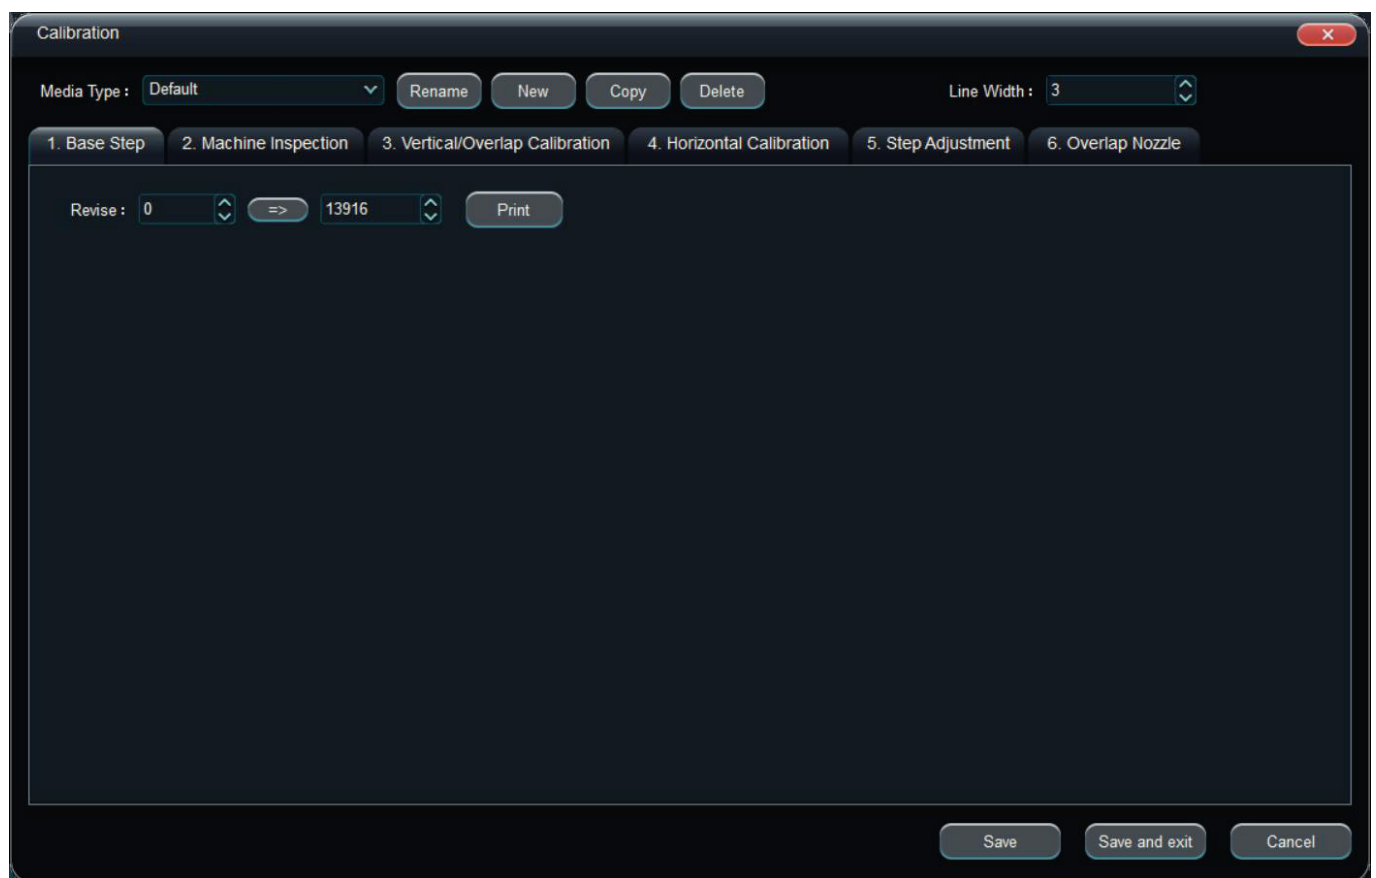 Calibration
Media Type : Default Rename New Copy Delete Line Width : 3
1. Base Step 2. Machine Inspection 3. Vertical/Overlap Calibration 4. Horizontal Calibration 5. Step Adjustment 6. Overlap Nozzle
Revise : 0 => 13916 Print
Save Save and exit Cancel